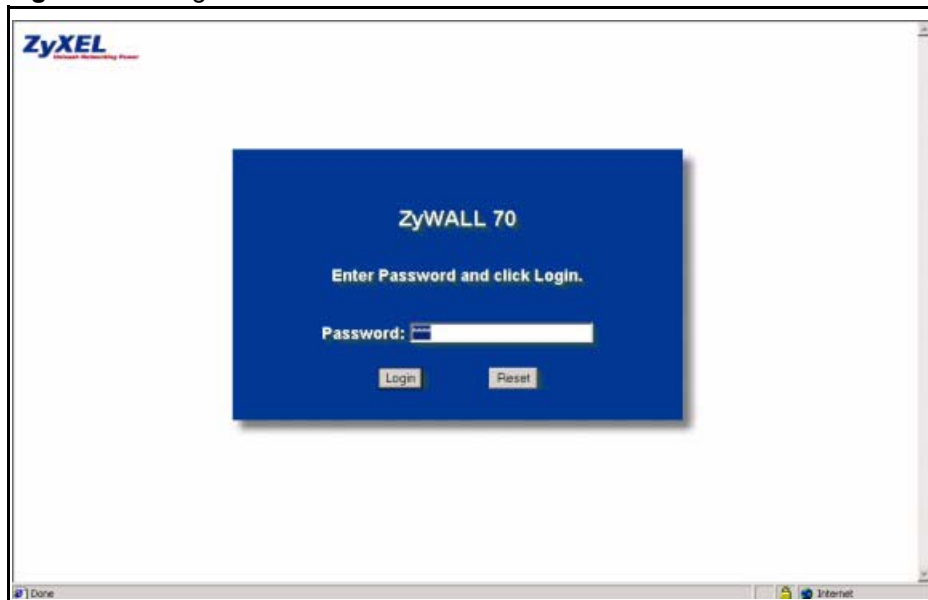 ZyXEL
ZyWALL 70
Enter Password and click Login.
Password: ****
Login
Reset
Done
Internet